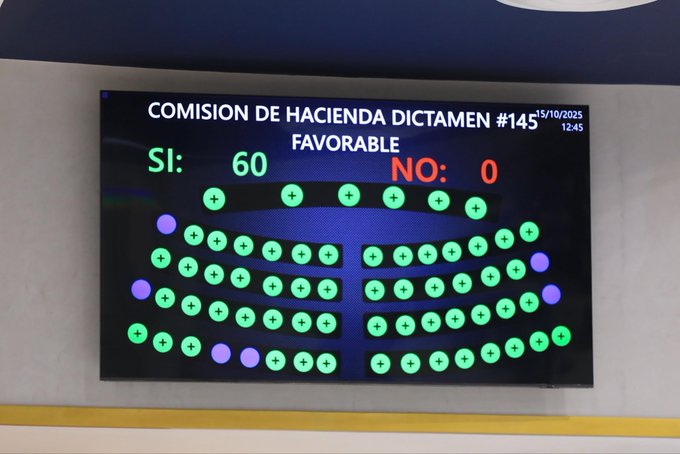 COMISION DE HACIENDA DICTAMEN #145
15/10/2025
12:45
FAVORABLE
SI: 60
NO: 0